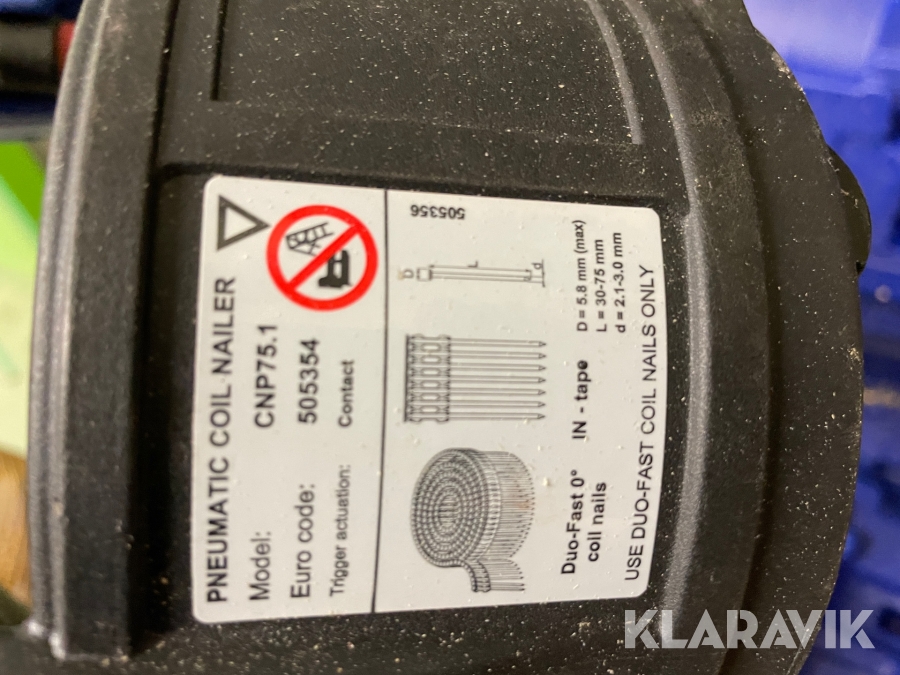 PNEUMATIC COIL NAILER
Model: CNP75.1
Euro code: 505354
Trigger actuation: Contact
505356
D
L
d
Duo-Fast 0° IN - tape
coil nails
D = 5.8 mm (max)
L = 30-75 mm
d = 2.1-3.0 mm
USE DUO-FAST COIL NAILS ONLY
KLARAVIK